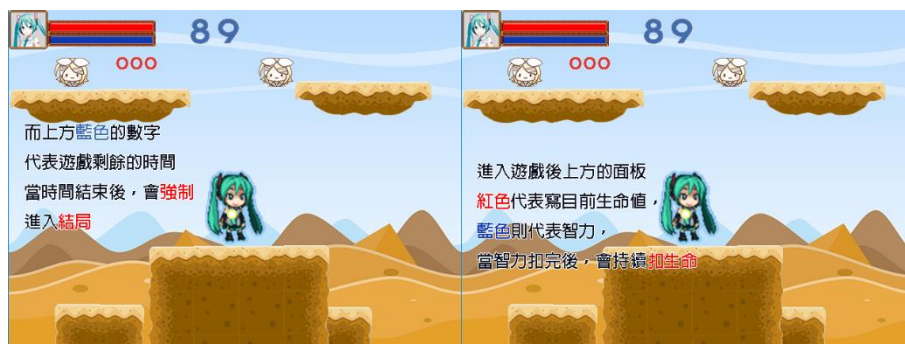 89
000
而上方藍色的數字
代表遊戲剩餘的時間
當時間結束後，會強制
進入結局
89
000
進入遊戲後上方的面板
紅色代表寫目前生命值，
藍色則代表智力，
當智力扣完後，會持續扣生命